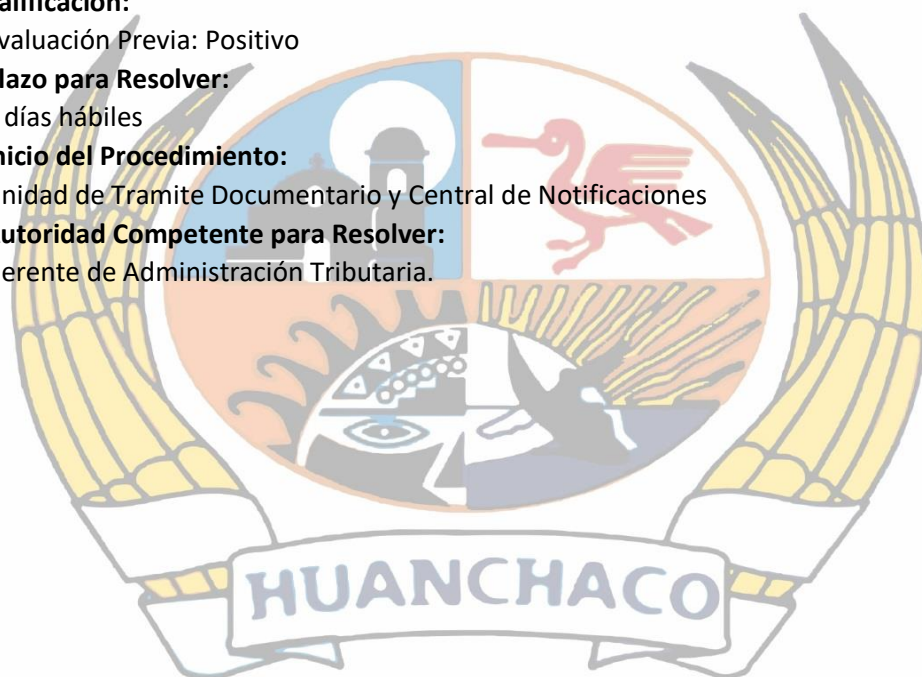 alificación:
valuación Previa: Positivo
lazo para Resolver:
días hábiles
nicio del Procedimiento:
nidad de Tramite Documentario y Central de Notificaciones
utoridad Competente para Resolver:
erente de Administración Tributaria.
HUANCHACO